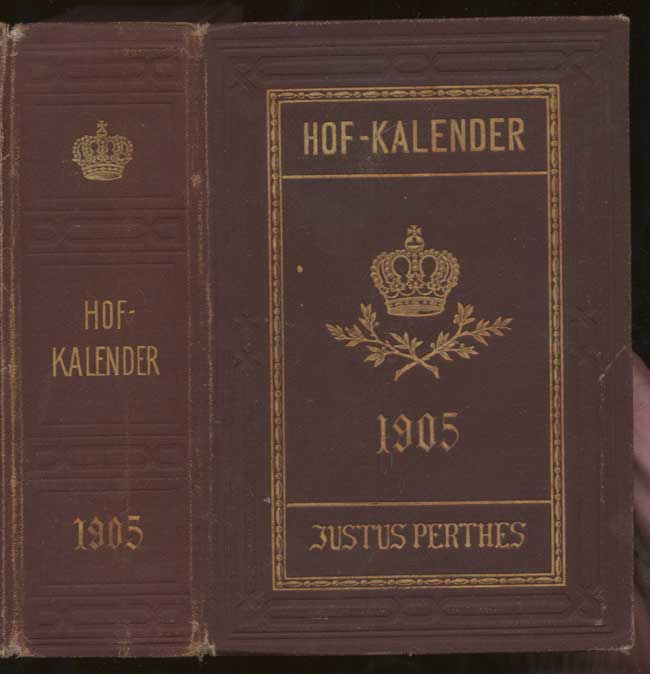 HOF-
KALENDER
1905
HOF-KALENDER
1905
JUSTUS PERTHES